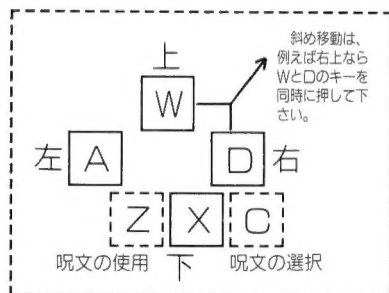 斜め移動は、
例えば右上なら
WとDのキーを
同時に押して下
さい。
上
W
左 A D 右
Z X C
呪文の使用 下 呪文の選択